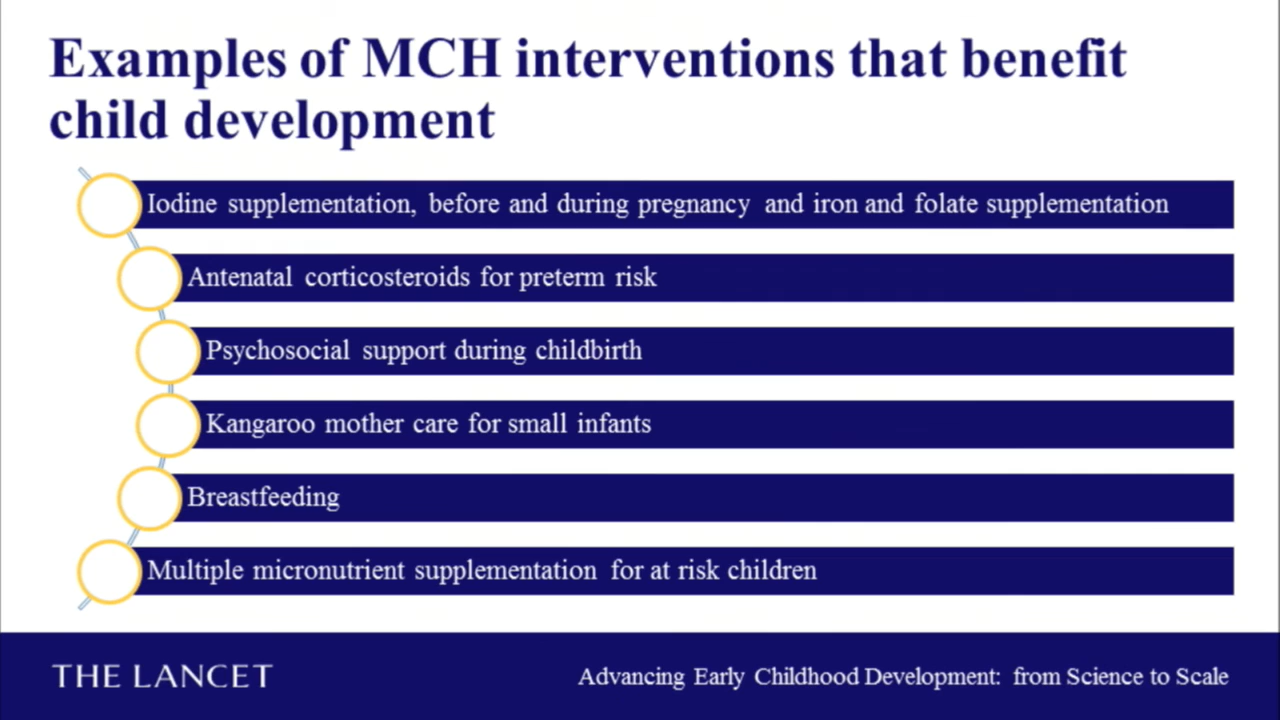 Examples of MCH interventions that benefit
child development
Iodine supplementation, before and during pregnancy and iron and folate supplementation
Antenatal corticosteroids for preterm risk
Psychosocial support during childbirth
Kangaroo mother care for small infants
Breastfeeding
Multiple micronutrient supplementation for at risk children
THE LANCET
Advancing Early Childhood Development: from Science to Scale